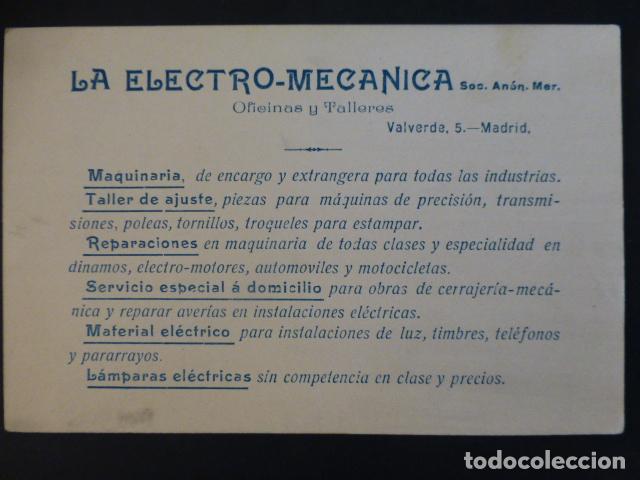 LA ELECTRO-MECANICA Soc. Anón. Mer.
Oficinas y Talleres
Valverde, 5.—Madrid.
Maquinaria, de encargo y extrangera para todas las industrias.
Taller de ajuste, piezas para máquinas de precisión, transmi-
siones, poleas, tornillos, troqueles para estampar.
Reparaciones en maquinaria de todas clases y especialidad en
dinamos, electro-motores, automoviles y motocicletas.
Servicio especial á domicilio para obras de cerrajería-mecá-
nica y reparar averías en instalaciones eléctricas.
Material eléctrico para instalaciones de luz, timbres, teléfonos
y pararrayos.
Lámparas eléctricas sin competencia en clase y precios.
todocoleccion